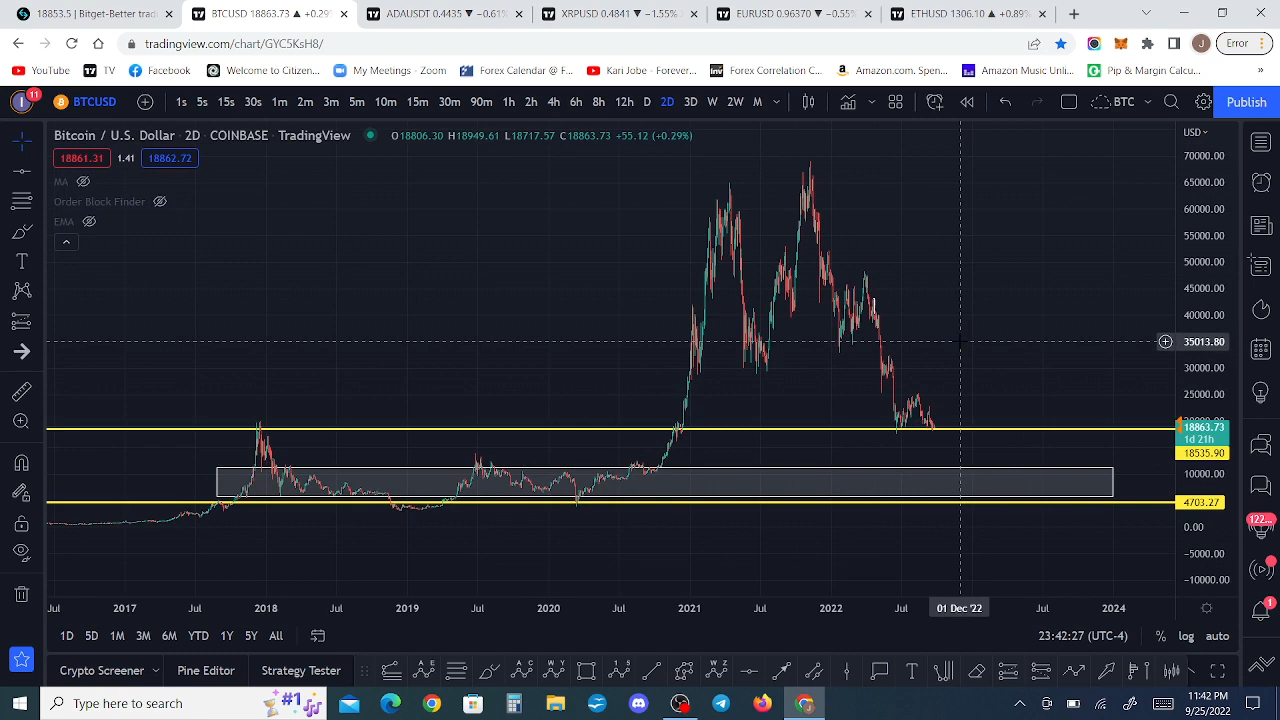 18853.5 | Bitget-Better trading
BTCUSD 18863.73 ▲ +0.29%
ADAUSDT 0.4485 ▼ −0.61%
XRPUSD 0.4841 ▼ −1.55%
EURUSD 0.96937 ▼ −0.55%
ETHUSD 1306.10 ▲ +0.89%
tradingview.com/chart/GYC5KsH8/
J
Error
YouTube
TV
Facebook
Welcome Citizen...
My Meetings - Zoom
Forex Calendar @ F...
Kari Jobe - Forever...
Forex Correlation C...
Amazon.com. Spen...
Amazon Music Unli...
Pip & Margin Calcu...
»
I
11
BTCUSD
1s 5s 15s 30s 1m 2m 3m 5m 10m 15m 30m 90m 1h 2h 4h 6h 8h 12h D 2D 3D W 2W M
BTC
Publish
Bitcoin / U.S. Dollar · 2D · COINBASE · TradingView
O18806.30 H18949.61 L18717.57 C18863.73 +55.12 (+0.29%)
USD
18861.31 1.41 18862.72
MA
Order Block Finder
EMA
70000.00
65000.00
60000.00
55000.00
50000.00
45000.00
40000.00
35013.80
30000.00
25000.00
18863.73
1d 21h
18535.90
10000.00
4703.27
0.00
−5000.00
−10000.00
122...
1
Jul 2017 Jul 2018 Jul 2019 Jul 2020 Jul 2021 Jul 2022 Jul 01 Dec '22 Jul 2024
1D 5D 1M 3M 6M YTD 1Y 5Y All
23:42:27 (UTC-4) % log auto
Crypto Screener Pine Editor Strategy Tester
Type here to search
#1
11:42 PM
9/25/2022